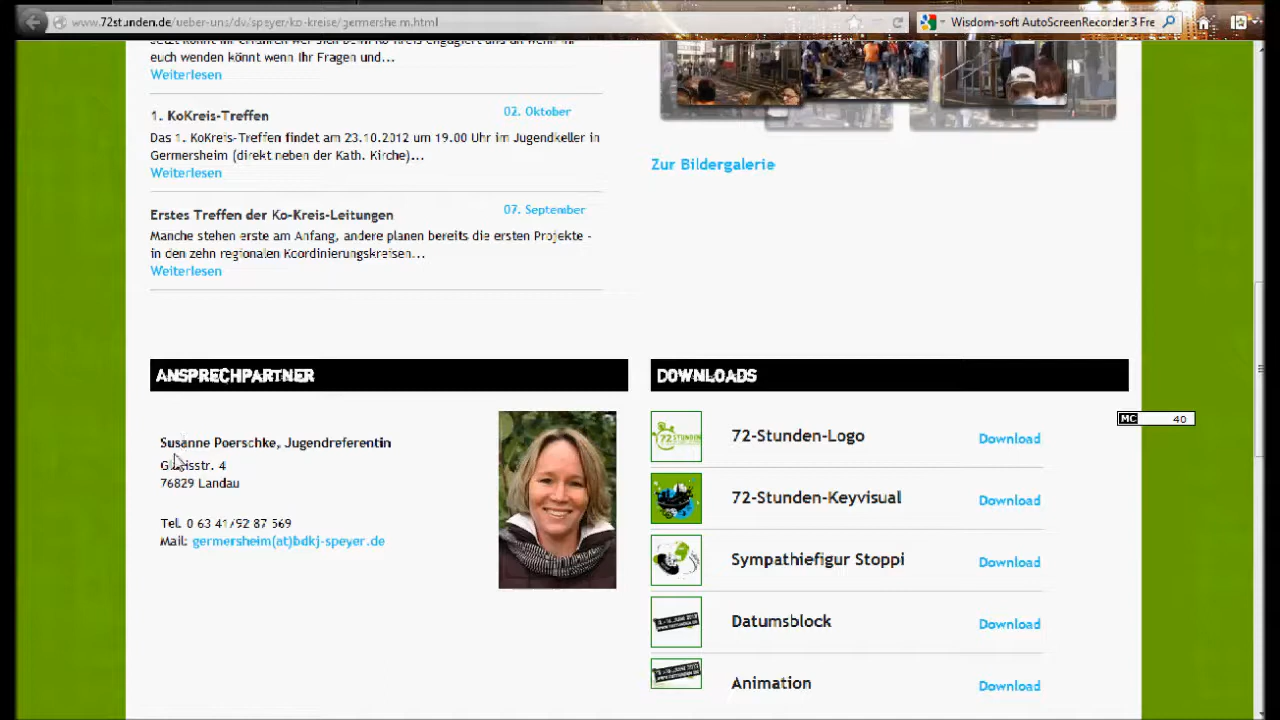 www.72stunden.de/ueber-uns/dv/speyer/ko-kreise/germersheim.html
Wisdom-soft AutoScreenRecorder 3 Fre
euch wenden könnt wenn ihr Fragen und...
Weiterlesen
1. KoKreis-Treffen
02. Oktober
Das 1. KoKreis-Treffen findet am 23.10.2012 um 19.00 Uhr im Jugendkeller in
Germersheim (direkt neben der Kath. Kirche)...
Weiterlesen
Erstes Treffen der Ko-Kreis-Leitungen
07. September
Manche stehen erste am Anfang, andere planen bereits die ersten Projekte -
in den zehn regionalen Koordinierungskreisen...
Weiterlesen
Zur Bildergalerie
ANSPRECHPARTNER
Susanne Poerschke, Jugendreferentin
4
76829 Landau
Tel. 0 63 41/92 87 569
Mail: germersheim(at)bdkj-speyer.de
DOWNLOADS
72-Stunden-Logo
Download
72-Stunden-Keyvisual
Download
Sympathiefigur Stoppi
Download
Datumsblock
Download
Animation
Download
MC 40